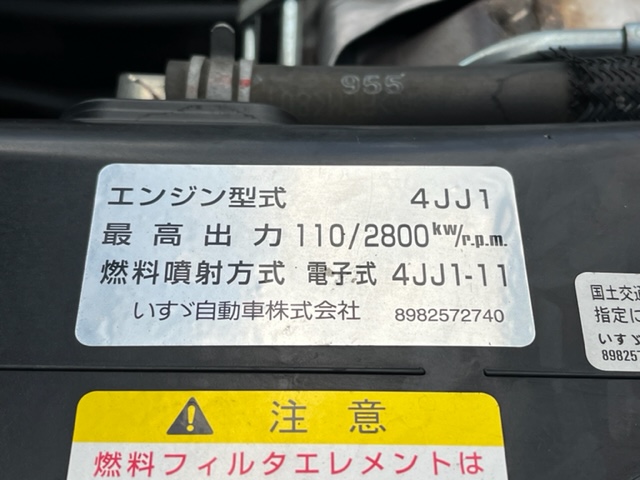 955
エンジン型式 4JJ1
最高出力 110/2800kW/r.p.m.
燃料噴射方式 電子式 4JJ1-11
いすゞ自動車株式会社 8982572740
国土交通
指定に
いすゞ
89825
注意
燃料フィルタエレメントは